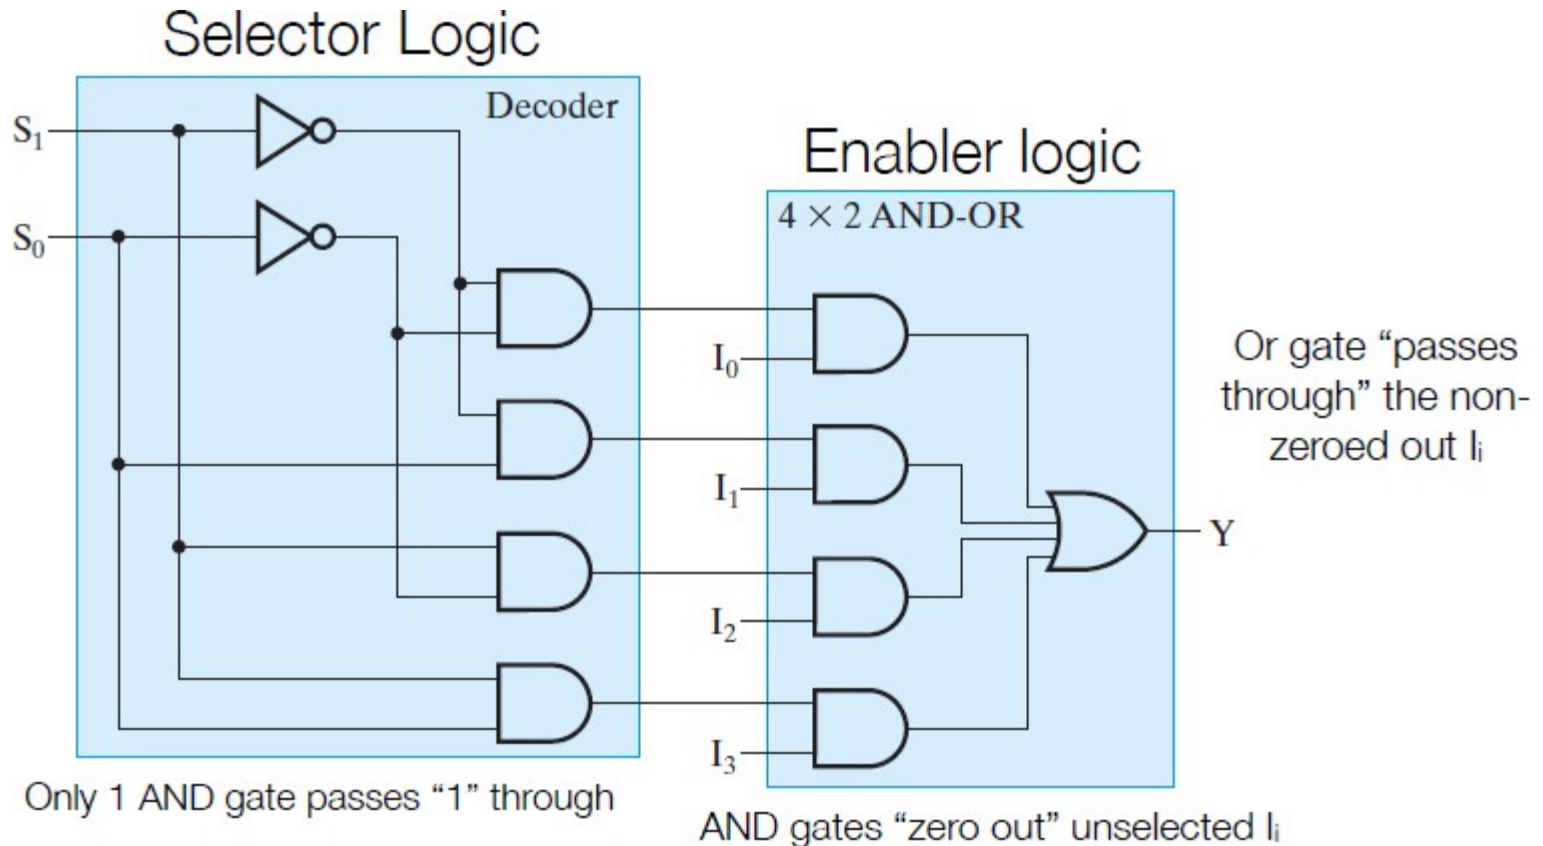 Selector Logic
Decoder
S₁
S₀
Only 1 AND gate passes “1” through
Enabler logic
4 × 2 AND-OR
I₀
I₁
I₂
I₃
Y
AND gates “zero out” unselected Iᵢ
Or gate “passes
through” the non-
zeroed out Iᵢ